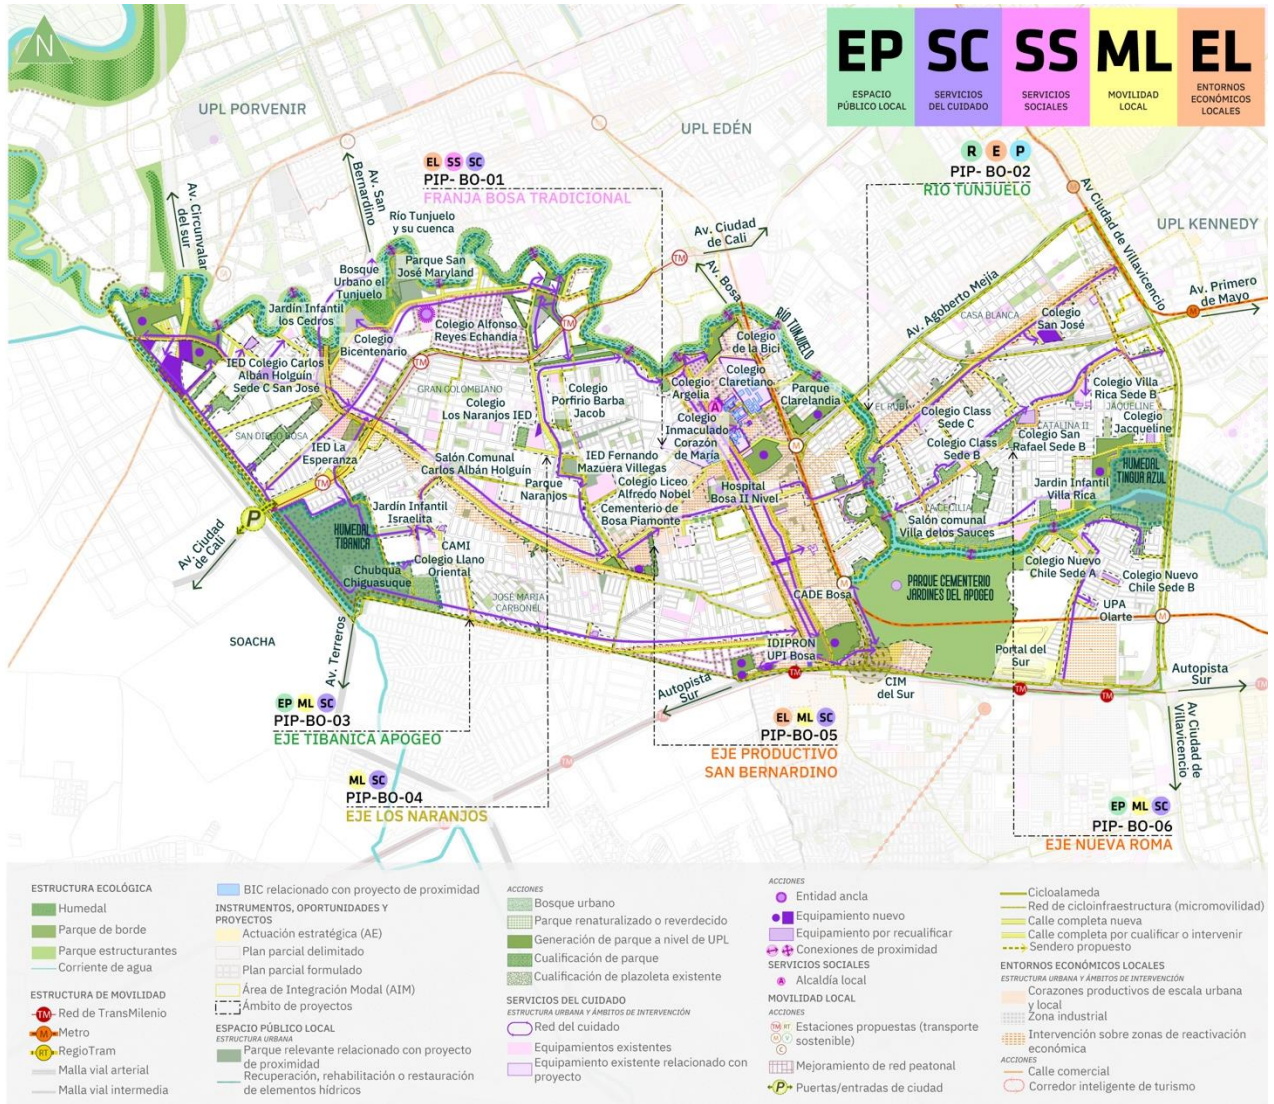 N
EP
ESPACIO
PÚBLICO LOCAL
SC
SERVICIOS
DEL CUIDADO
SS
SERVICIOS
SOCIALES
ML
MOVILIDAD
LOCAL
EL
ENTORNOS
ECONÓMICOS
LOCALES
UPL PORVENIR
UPL EDÉN
UPL KENNEDY
EL SS SC
PIP- BO-01
FRANJA BOSA TRADICIONAL
R E P
PIP- BO-02
RÍO TUNJUELO
Av. Circunvalar
del sur
Av. San
Bernardino
Río Tunjuelo
y su cuenca
Parque San
José Maryland
Bosque
Urbano el
Tunjuelo
Jardín Infantil
los Cedros
Colegio
Bicentenario
Colegio Alfonso
Reyes Echandia
IED Colegio Carlos
Albán Holguín
Sede C San José
GRAN COLOMBIANO
Colegio
Los Naranjos IED
SAN DIEGO BOSA
IED La
Esperanza
Salón Comunal
Carlos Albán Holguín
Colegio
Porfirio Barba
Jacob
IED Fernando
Mazuera Villegas
Parque
Naranjos
Colegio Liceo
Alfredo Nobel
Cementerio de
Bosa Piamonte
Av. Ciudad
de Cali
Av. Bosa
RÍO TUNJUELO
Colegio
de la Bici
Colegio
Claretiano
Colegio
Argelia
A
Colegio
Inmaculado
Corazón
de María
Parque
Clarelandia
Hospital
Bosa II Nivel
Av. Agoberto Mejía
CASA BLANCA
Colegio
San José
Av Ciudad de Villavicencio
Av. Primero
de Mayo
EL RUBÍ
Colegio Class
Sede C
Colegio Class
Sede B
CATALINA II
Colegio San
Rafael Sede B
Colegio Villa
Rica Sede B
JAQUELINE
Colegio
Jacqueline
HUMEDAL
TINGUA AZUL
Jardín Infantil
Villa Rica
LA CECILIA
Salón comunal
Villa delos Sauces
Colegio Nuevo
Chile Sede A
Colegio Nuevo
Chile Sede B
UPA
Olarte
PARQUE CEMENTERIO
JARDINES DEL APOGEO
Portal del
Sur
CADE Bosa
IDIPRON
UPI Bosa
CIM
del Sur
Autopista
Sur
Autopista
Sur
Av Ciudad de
Villavicencio
P
Av. Ciudad
de Cali
HUMEDAL
TIBANICA
Jardín Infantil
Israelita
CAMI
Colegio Llano
Oriental
Chubqua
Chiguasuque
JOSÉ MARIA
CARBONEL
SOACHA
Av. Terreros
EP ML SC
PIP-BO-03
EJE TIBANICA APOGEO
ML SC
PIP-BO-04
EJE LOS NARANJOS
EL ML SC
PIP-BO-05
EJE PRODUCTIVO
SAN BERNARDINO
EP ML SC
PIP- BO-06
EJE NUEVA ROMA
ESTRUCTURA ECOLÓGICA
Humedal
Parque de borde
Parque estructurantes
Corriente de agua
ESTRUCTURA DE MOVILIDAD
TM Red de TransMilenio
M Metro
RT RegioTram
Malla vial arterial
Malla vial intermedia
BIC relacionado con proyecto de proximidad
INSTRUMENTOS, OPORTUNIDADES Y
PROYECTOS
Actuación estratégica (AE)
Plan parcial delimitado
Plan parcial formulado
Área de Integración Modal (AIM)
Ámbito de proyectos
ESPACIO PÚBLICO LOCAL
ESTRUCTURA URBANA
Parque relevante relacionado con proyecto
de proximidad
Recuperación, rehabilitación o restauración
de elementos hídricos
ACCIONES
Bosque urbano
Parque renaturalizado o reverdecido
Generación de parque a nivel de UPL
Cualificación de parque
Cualificación de plazoleta existente
SERVICIOS DEL CUIDADO
ESTRUCTURA URBANA Y ÁMBITOS DE INTERVENCIÓN
Red del cuidado
Equipamientos existentes
Equipamiento existente relacionado con
proyecto
ACCIONES
Entidad ancla
Equipamiento nuevo
Equipamiento por recualificar
Conexiones de proximidad
SERVICIOS SOCIALES
A Alcaldía local
MOVILIDAD LOCAL
ACCIONES
TM RT M V C Estaciones propuestas (transporte
sostenible)
Mejoramiento de red peatonal
P Puertas/entradas de ciudad
Cicloalameda
Red de cicloinfraestructura (micromovilidad)
Calle completa nueva
Calle completa por cualificar o intervenir
Sendero propuesto
ENTORNOS ECONÓMICOS LOCALES
ESTRUCTURA URBANA Y ÁMBITOS DE INTERVENCIÓN
Corazones productivos de escala urbana
y local
Zona industrial
Intervención sobre zonas de reactivación
económica
ACCIONES
Calle comercial
Corredor inteligente de turismo